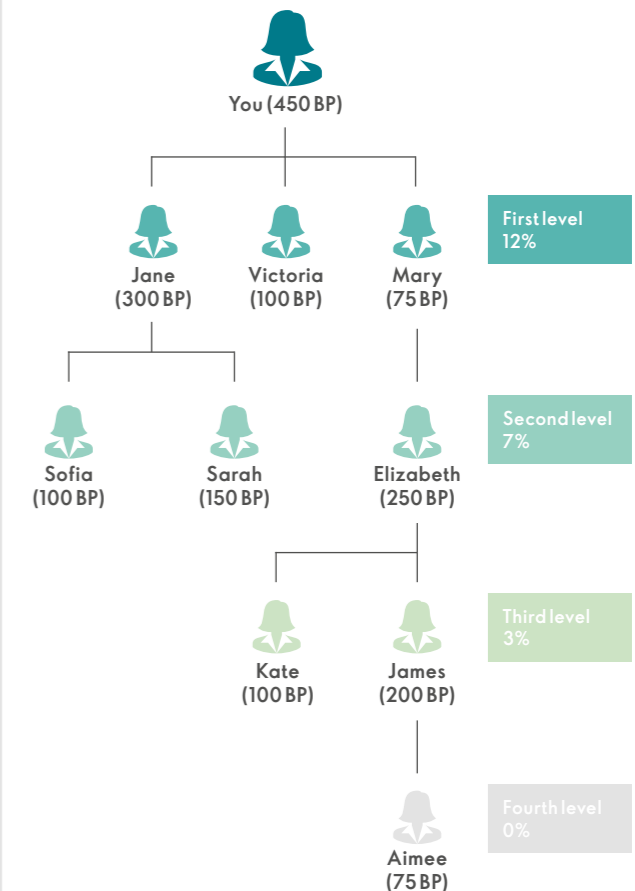 You (450 BP)
First level
12%
Jane
(300 BP)
Victoria
(100 BP)
Mary
(75 BP)
Second level
7%
Sofia
(100 BP)
Sarah
(150 BP)
Elizabeth
(250 BP)
Third level
3%
Kate
(100 BP)
James
(200 BP)
Fourth level
0%
Aimee
(75 BP)